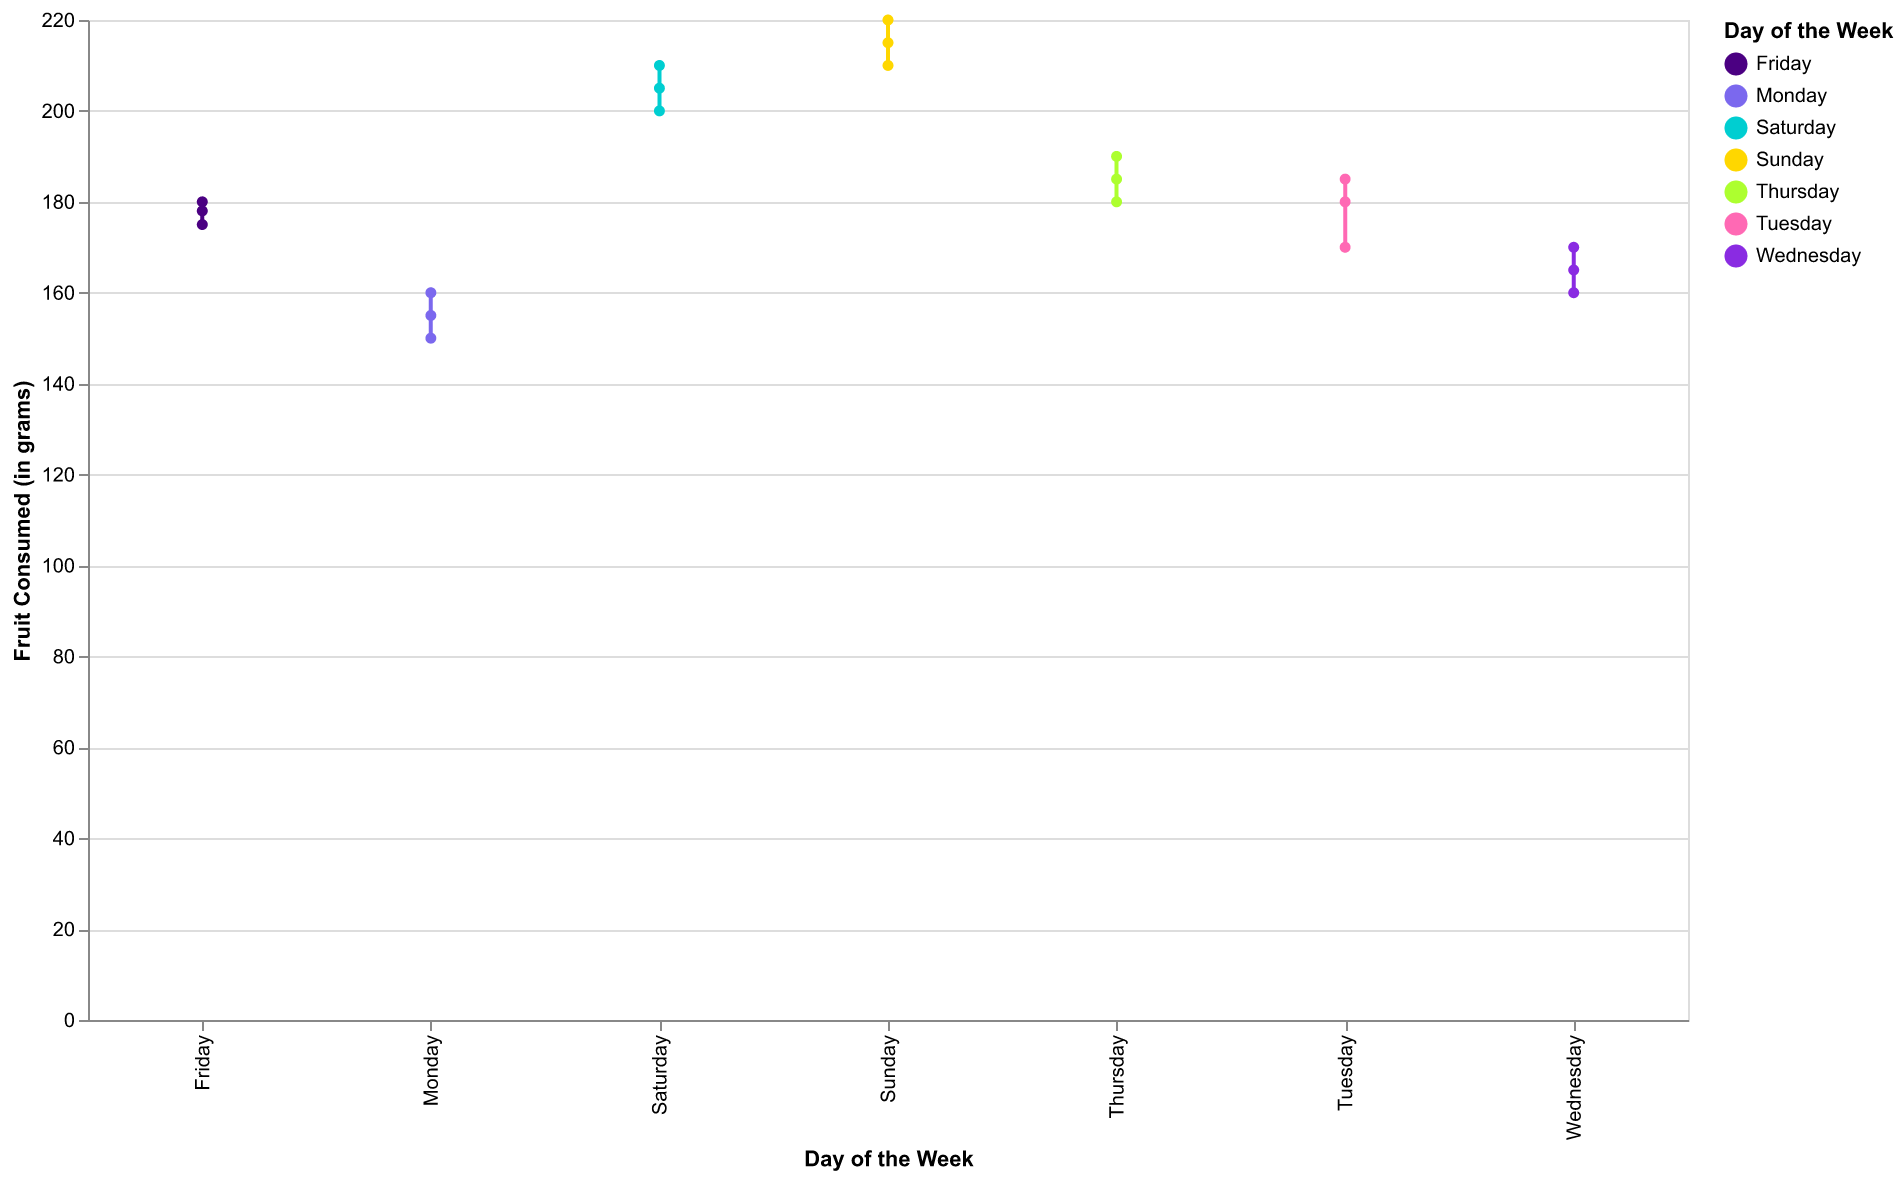 220
200
180
160
140
120
100
80
60
40
20
0
Fruit Consumed (in grams)
Friday
Monday
Saturday
Sunday
Thursday
Tuesday
Wednesday
Day of the Week
Day of the Week
Friday
Monday
Saturday
Sunday
Thursday
Tuesday
Wednesday